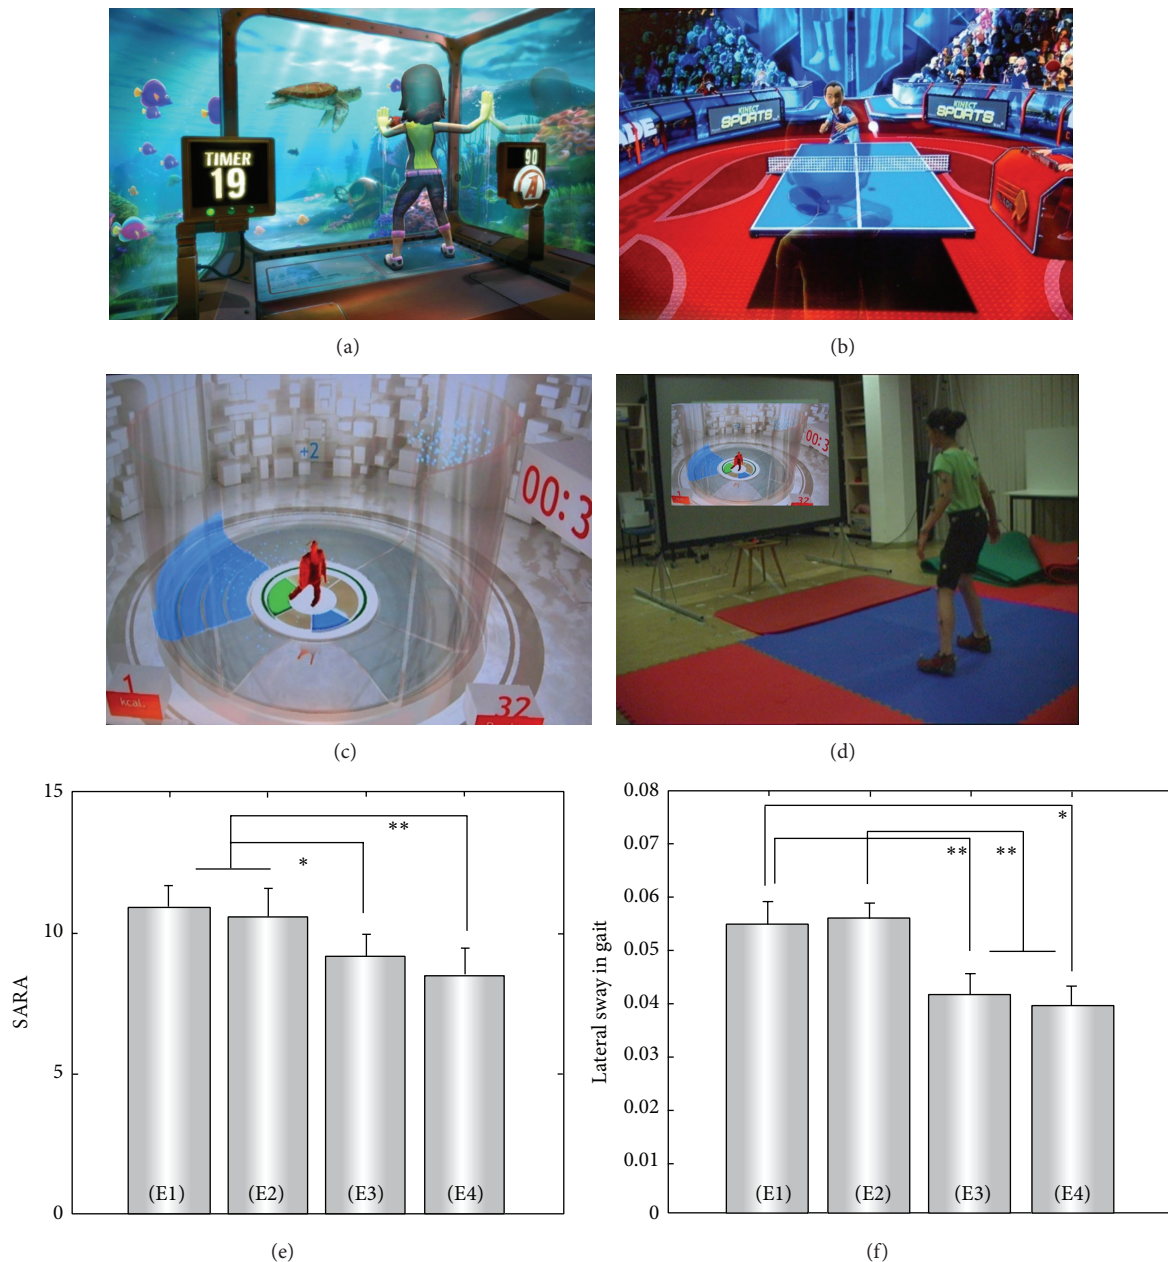 TIMER
19
90
A
KINECT
SPORTS
KINECT
SPORTS
(a)
(b)
+2
00:3
1
kcal.
32
00:3
1
32
(c)
(d)
15
10
5
0
SARA
**
*
(E1)
(E2)
(E3)
(E4)
(e)
0.08
0.07
0.06
0.05
0.04
0.03
0.02
0.01
0
Lateral sway in gait
*
**
**
(E1)
(E2)
(E3)
(E4)
(f)